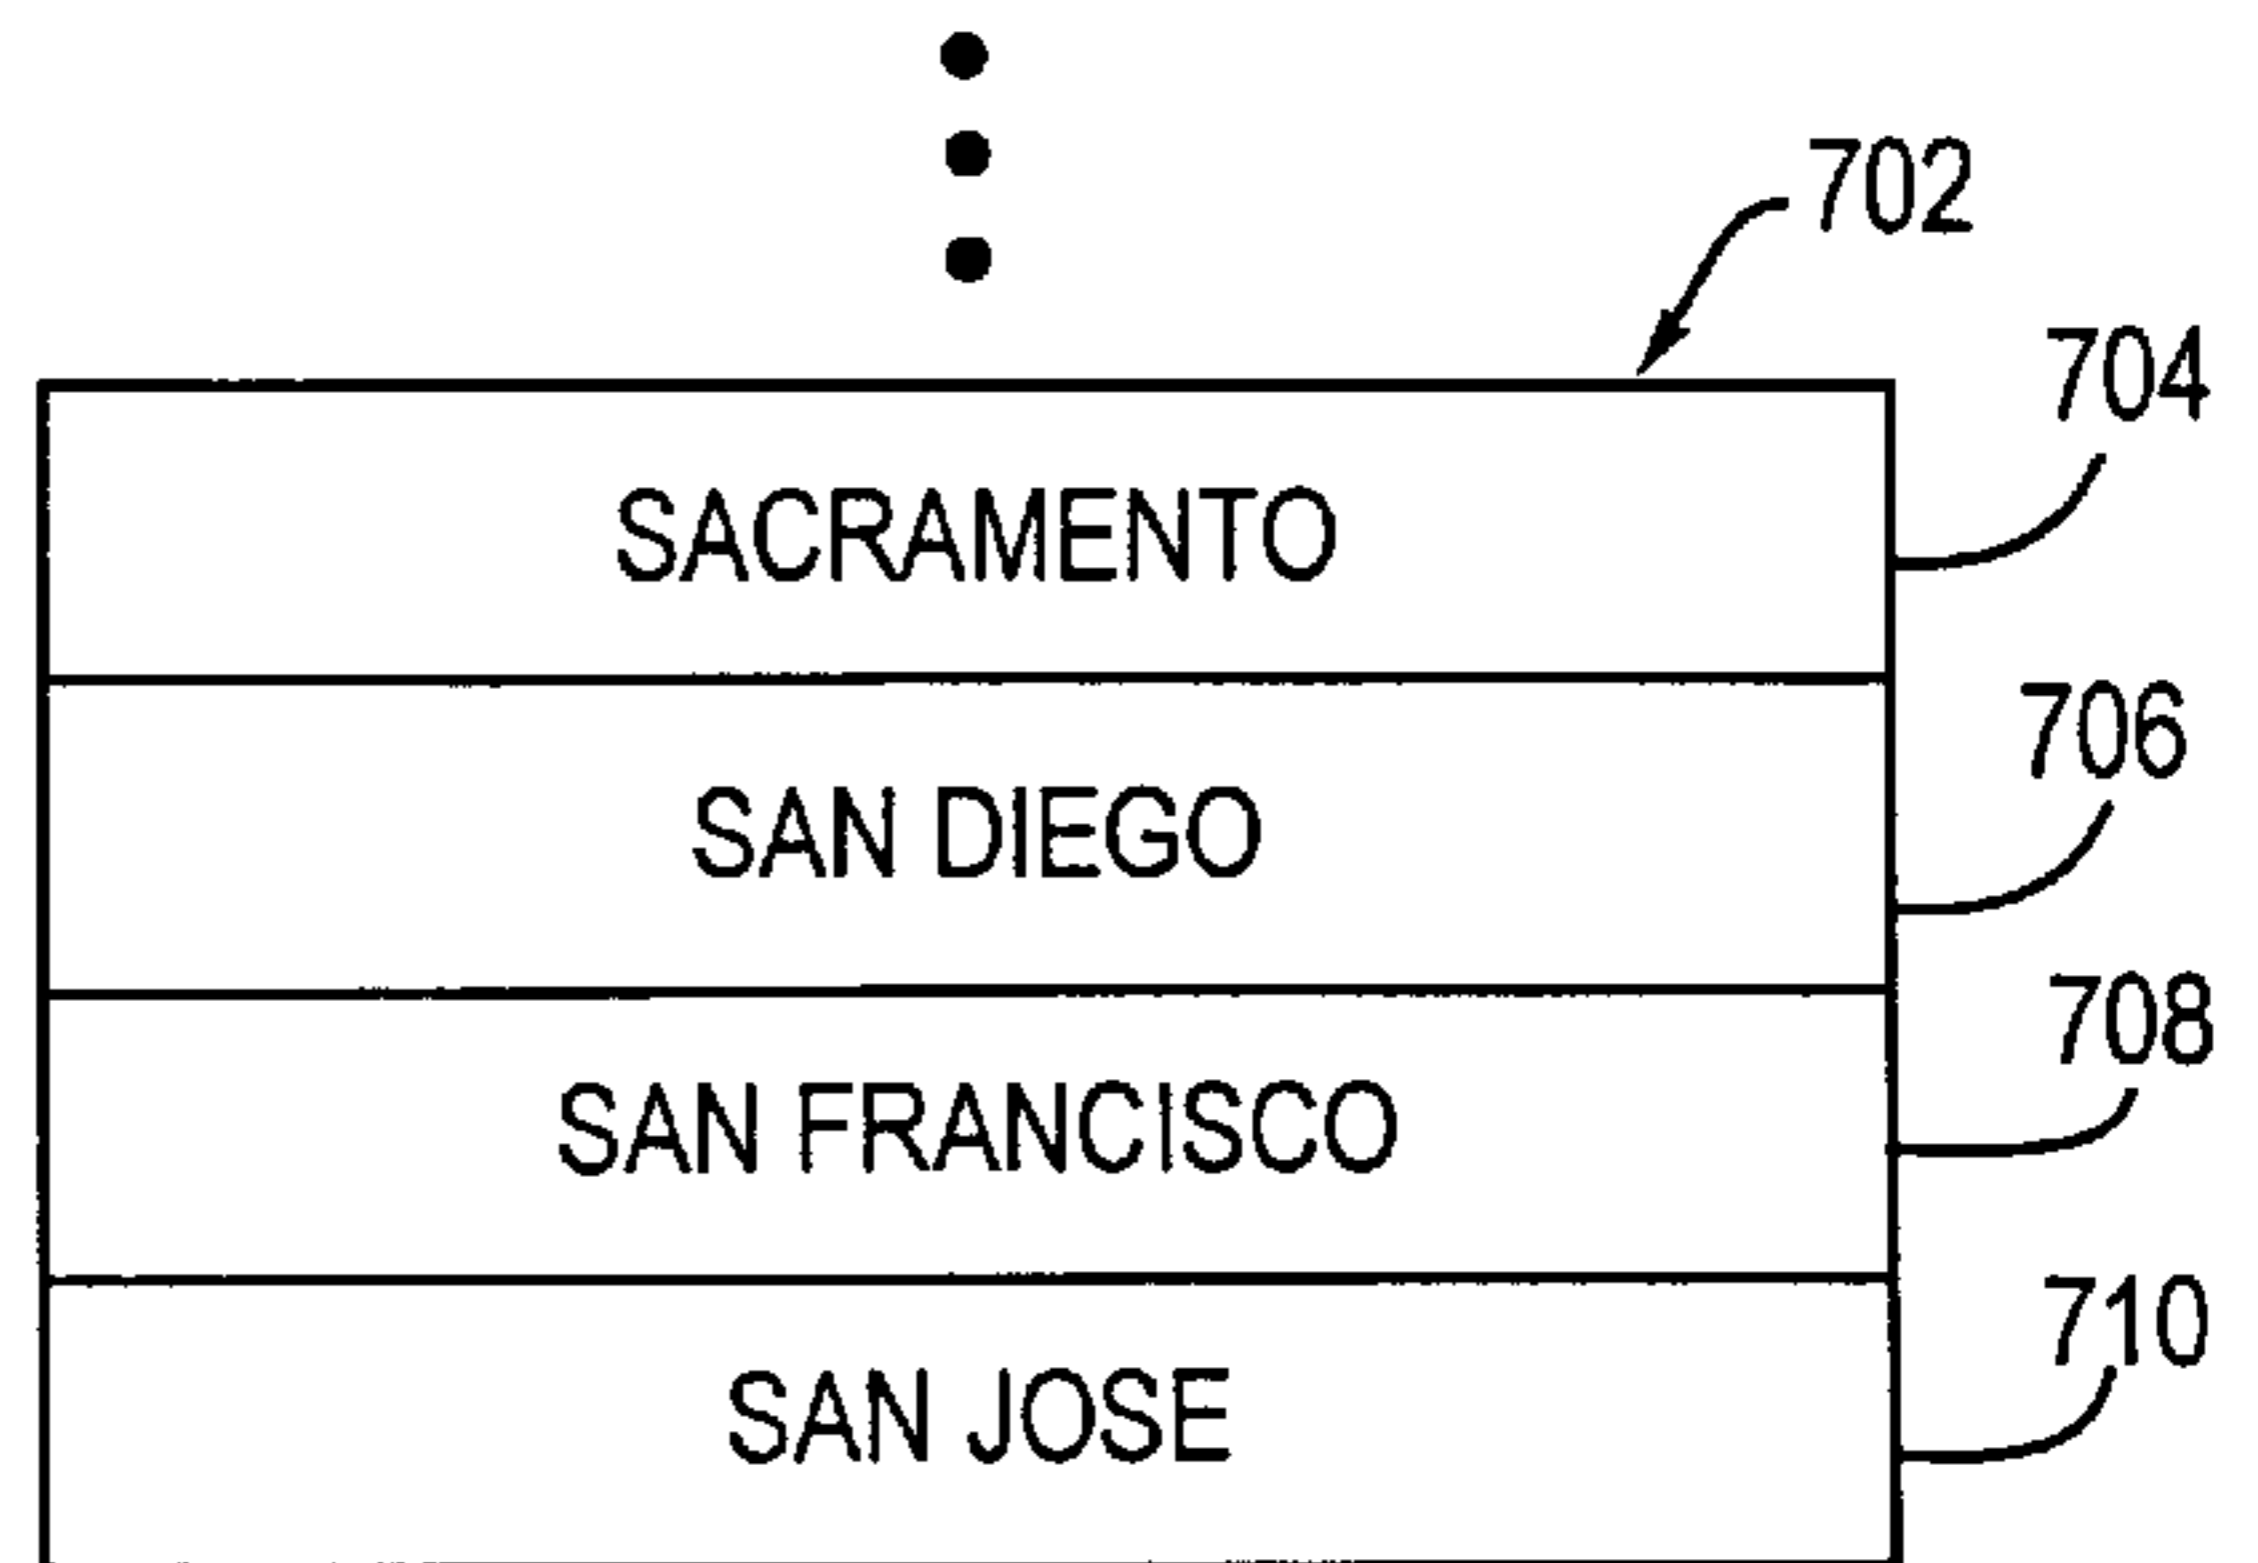 702
704
SACRAMENTO
706
SAN DIEGO
708
SAN FRANCISCO
710
SAN JOSE